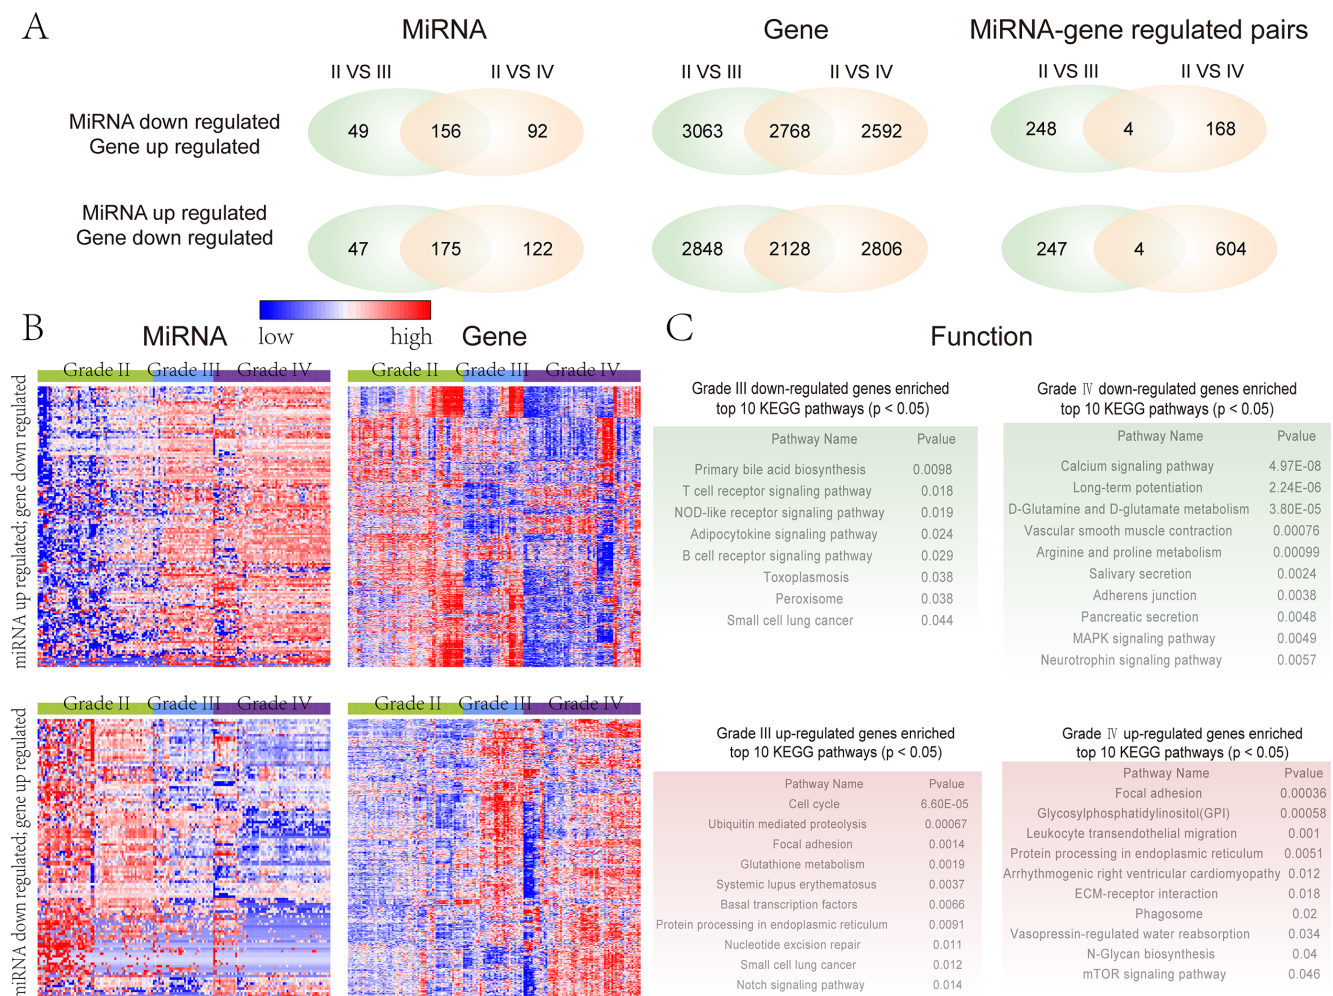 A
MiRNA
Gene
MiRNA-gene regulated pairs
II VS III
II VS IV
II VS III
II VS IV
II VS III
II VS IV
MiRNA down regulated
Gene up regulated
49
156
92
3063
2768
2592
248
4
168
MiRNA up regulated
Gene down regulated
47
175
122
2848
2128
2806
247
4
604
B
MiRNA
low
high
Gene
Grade II
Grade III
Grade IV
Grade II
Grade III
Grade IV
miRNA up regulated; gene down regulated
Grade II
Grade III
Grade IV
Grade II
Grade III
Grade IV
miRNA down regulated; gene up regulated
C
Function
Grade III down-regulated genes enriched
top 10 KEGG pathways (p < 0.05)
Pathway Name Pvalue
Primary bile acid biosynthesis 0.0098
T cell receptor signaling pathway 0.018
NOD-like receptor signaling pathway 0.019
Adipocytokine signaling pathway 0.024
B cell receptor signaling pathway 0.029
Toxoplasmosis 0.038
Peroxisome 0.038
Small cell lung cancer 0.044
Grade Ⅳ down-regulated genes enriched
top 10 KEGG pathways (p < 0.05)
Pathway Name Pvalue
Calcium signaling pathway 4.97E-08
Long-term potentiation 2.24E-06
D-Glutamine and D-glutamate metabolism 3.80E-05
Vascular smooth muscle contraction 0.00076
Arginine and proline metabolism 0.00099
Salivary secretion 0.0024
Adherens junction 0.0038
Pancreatic secretion 0.0048
MAPK signaling pathway 0.0049
Neurotrophin signaling pathway 0.0057
Grade III up-regulated genes enriched
top 10 KEGG pathways (p < 0.05)
Pathway Name Pvalue
Cell cycle 6.60E-05
Ubiquitin mediated proteolysis 0.00067
Focal adhesion 0.0014
Glutathione metabolism 0.0019
Systemic lupus erythematosus 0.0037
Basal transcription factors 0.0066
Protein processing in endoplasmic reticulum 0.0091
Nucleotide excision repair 0.011
Small cell lung cancer 0.012
Notch signaling pathway 0.014
Grade Ⅳ up-regulated genes enriched
top 10 KEGG pathways (p < 0.05)
Pathway Name Pvalue
Focal adhesion 0.00036
Glycosylphosphatidylinositol(GPI) 0.00058
Leukocyte transendothelial migration 0.001
Protein processing in endoplasmic reticulum 0.0051
Arrhythmogenic right ventricular cardiomyopathy 0.012
ECM-receptor interaction 0.018
Phagosome 0.02
Vasopressin-regulated water reabsorption 0.034
N-Glycan biosynthesis 0.04
mTOR signaling pathway 0.046